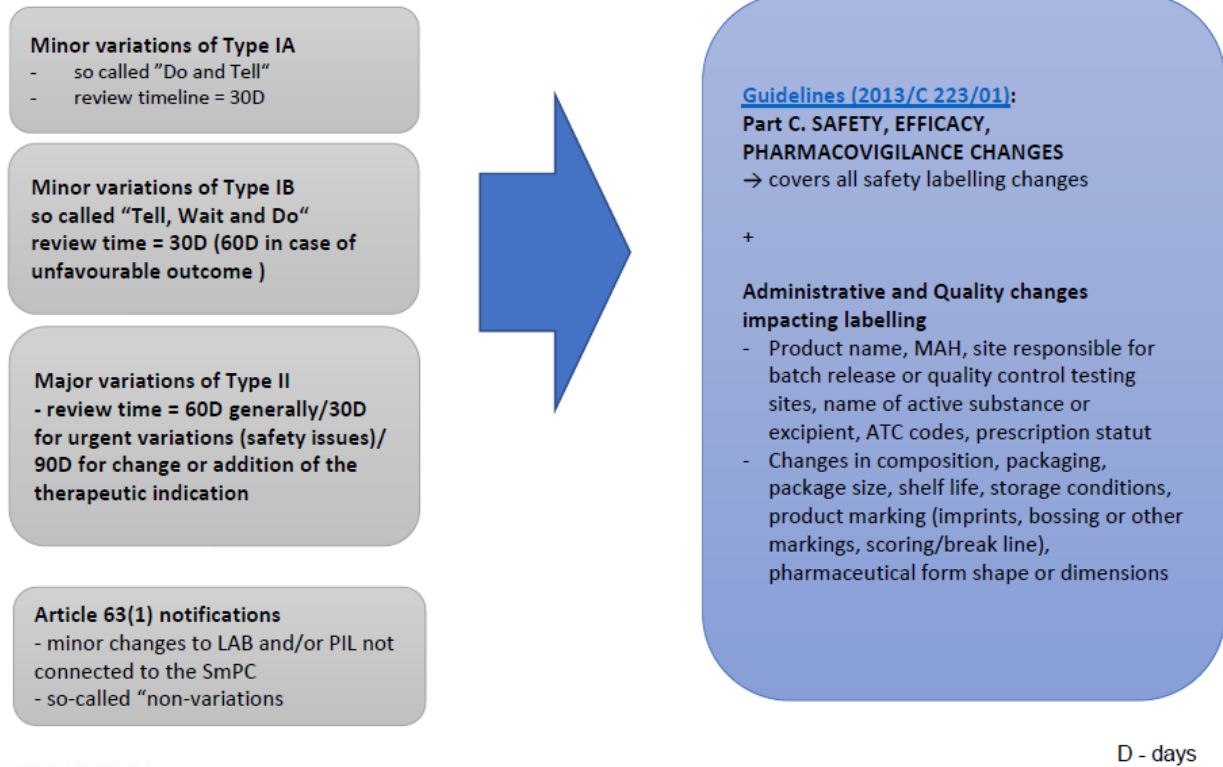 Minor variations of Type IA
- so called ”Do and Tell“
- review timeline = 30D
Minor variations of Type IB
so called “Tell, Wait and Do“
review time = 30D (60D in case of
unfavourable outcome )
Major variations of Type II
- review time = 60D generally/30D
for urgent variations (safety issues)/
90D for change or addition of the
therapeutic indication
Article 63(1) notifications
- minor changes to LAB and/or PIL not
connected to the SmPC
- so-called “non-variations
Guidelines (2013/C 223/01):
Part C. SAFETY, EFFICACY,
PHARMACOVIGILANCE CHANGES
→ covers all safety labelling changes
+
Administrative and Quality changes
impacting labelling
- Product name, MAH, site responsible for
batch release or quality control testing
sites, name of active substance or
excipient, ATC codes, prescription statut
- Changes in composition, packaging,
package size, shelf life, storage conditions,
product marking (imprints, bossing or other
markings, scoring/break line),
pharmaceutical form shape or dimensions
D - days